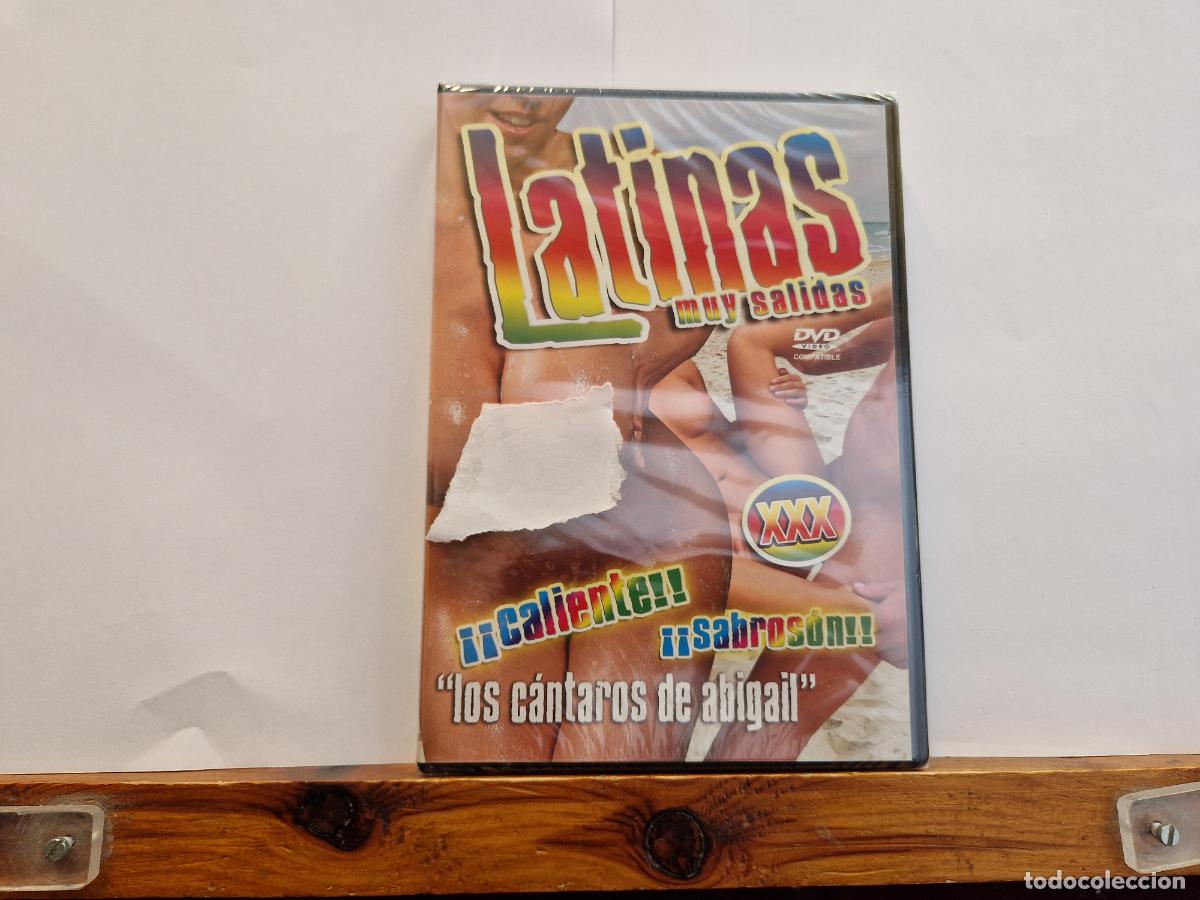 Latinas
muy salidas
DVD
VIDEO
COMPATIBLE
XXX
¡¡caliente!!
¡¡sabrosón!!
"los cántaros de abigail"
todocoleccion